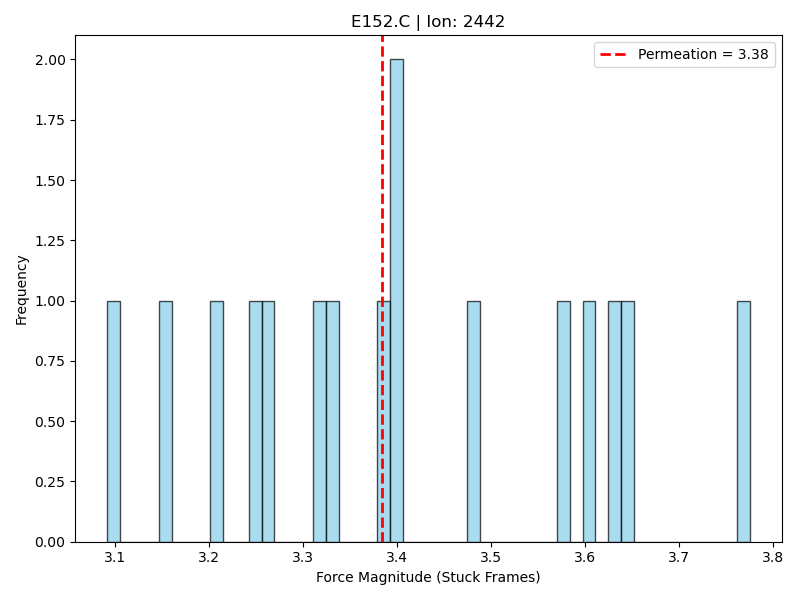 E152.C | Ion: 2442
Permeation = 3.38
Frequency
2.00
1.75
1.50
1.25
1.00
0.75
0.50
0.25
0.00
3.1 3.2 3.3 3.4 3.5 3.6 3.7 3.8
Force Magnitude (Stuck Frames)